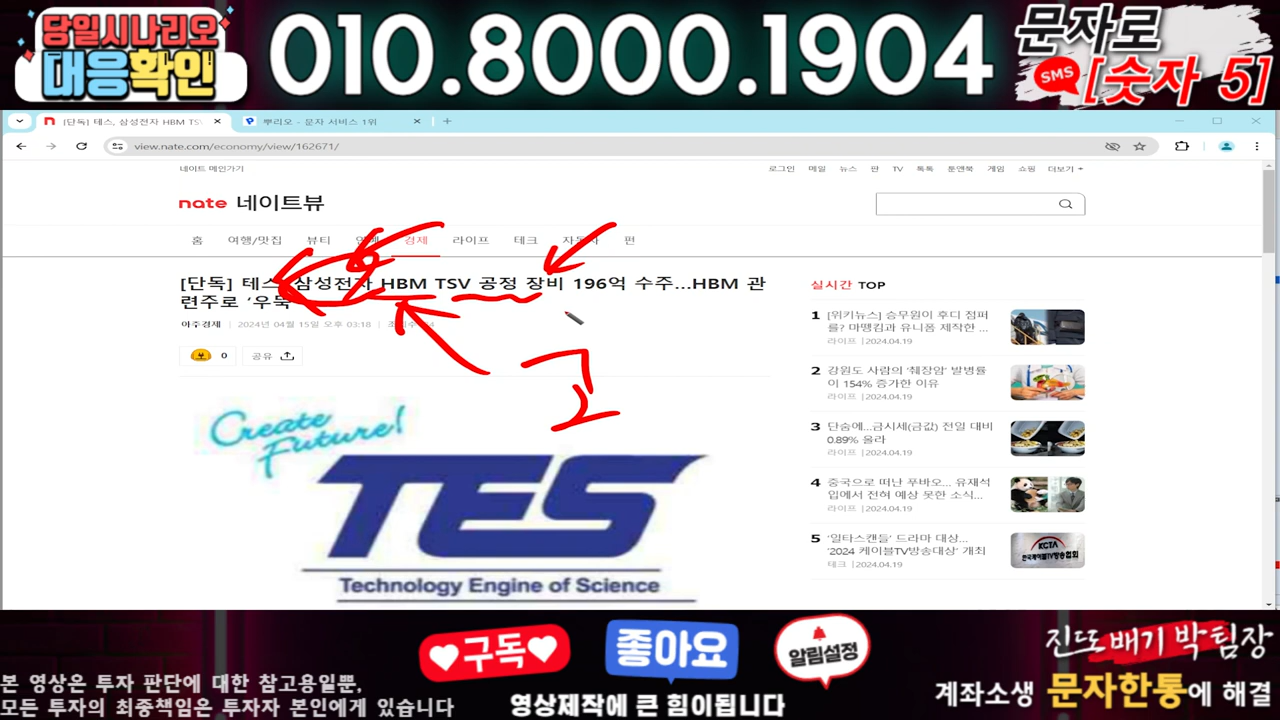 당일시나리오
대응확인
010.8000.1904
문자로
SMS
[숫자 5]
[단독] 테스, 삼성전자 HBM TSV
뿌리오 - 문자 서비스 1위
view.nate.com/economy/view/162671/
네이트 메인가기
로그인 메일 뉴스 판 TV 톡톡 툰앤북 게임 쇼핑 더보기
nate 네이트뷰
홈 여행/맛집 뷰티 연예 경제 라이프 테크 자동차 펀
[단독] 테스, 삼성전자 HBM TSV 공정 장비 196억 수주...HBM 관
련주로 '우뚝'
아주경제 2024년 04월 15일 오후 03:18
0 공유
Create
Future!
TES
Technology Engine of Science
실시간 TOP
1 [위키뉴스] 승무원이 후디 점퍼
를? 마뗑킴과 유니폼 제작한 ...
라이프 | 2024.04.19
2 강원도 사람의 '췌장암' 발병률
이 154% 증가한 이유
라이프 | 2024.04.19
3 단숨에...금시세(금값) 전일 대비
0.89% 올라
라이프 | 2024.04.19
4 중국으로 떠난 푸바오... 유재석
입에서 전혀 예상 못한 소식...
라이프 | 2024.04.19
5 '일타스캔들' 드라마 대상...
'2024 케이블TV방송대상' 개최
테크 | 2024.04.19
KCTA
한국케이블TV방송협회
구독
좋아요
알림설정
영상제작에 큰 힘이됩니다
본 영상은 투자 판단에 대한 참고용일뿐,
모든 투자의 최종책임은 투자자 본인에게 있습니다
진또배기 박팀장
계좌소생 문자한통에 해결